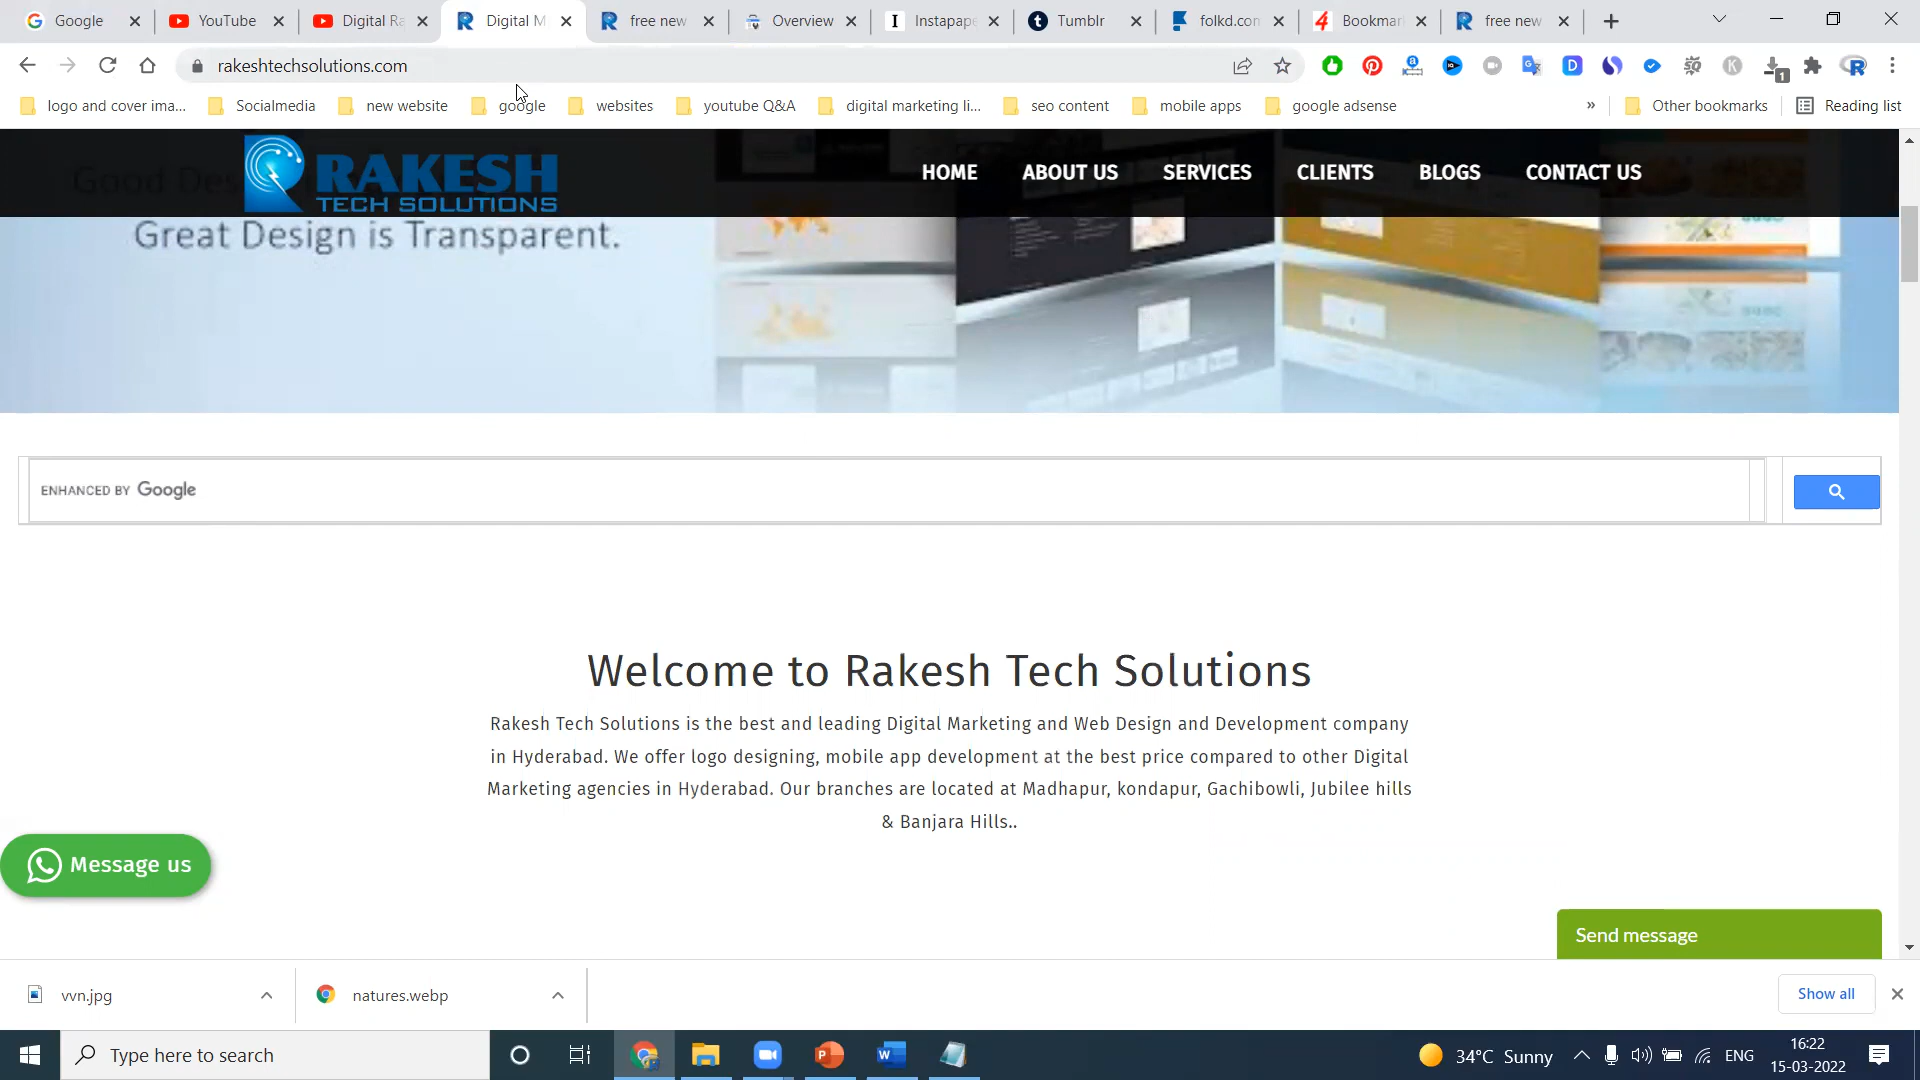 Google
YouTube
Digital Ra
Digital M
free new
Overview
Instapape
Tumblr
folkd.con
Bookmar
free new
rakeshtechsolutions.com
1
logo and cover ima...
Socialmedia
new website
google
websites
youtube Q&A
digital marketing li...
seo content
mobile apps
google adsense
»
Other bookmarks
Reading list
RAKESH
TECH SOLUTIONS
HOME
ABOUT US
SERVICES
CLIENTS
BLOGS
CONTACT US
Great Design is Transparent.
ENHANCED BY Google
Welcome to Rakesh Tech Solutions
Rakesh Tech Solutions is the best and leading Digital Marketing and Web Design and Development company
in Hyderabad. We offer logo designing, mobile app development at the best price compared to other Digital
Marketing agencies in Hyderabad. Our branches are located at Madhapur, kondapur, Gachibowli, Jubilee hills
& Banjara Hills..
Message us
Send message
vvn.jpg
natures.webp
Show all
Type here to search
34°C Sunny
ENG
16:22
15-03-2022